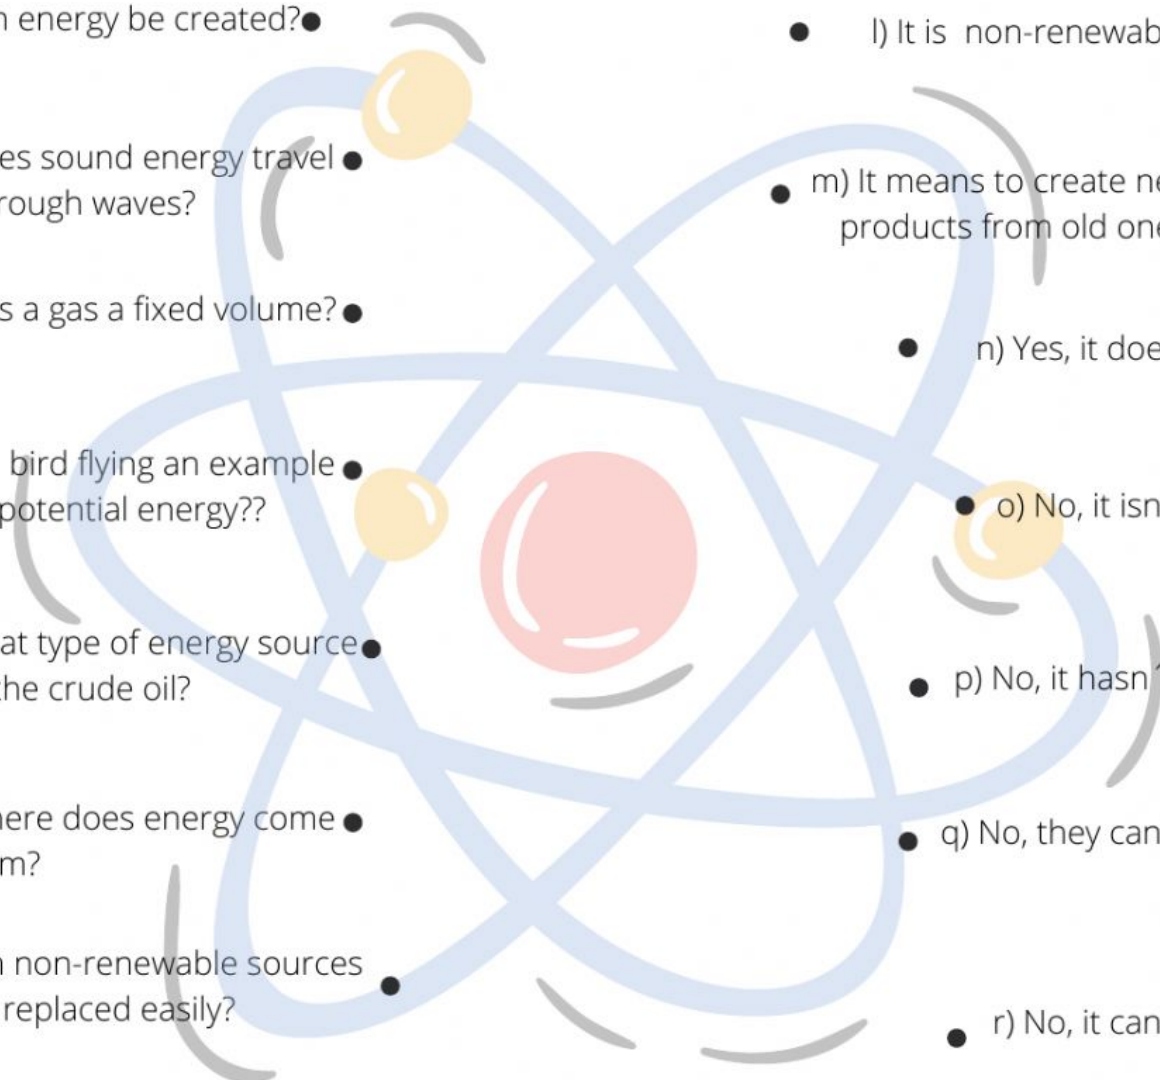 n energy be created?
es sound energy travel
rough waves?
s a gas a fixed volume?
bird flying an example
potential energy??
at type of energy source
the crude oil?
here does energy come
m?
n non-renewable sources
replaced easily?
l) It is non-renewab
m) It means to create ne
products from old one
n) Yes, it doe
o) No, it isn
p) No, it hasn'
q) No, they can
r) No, it can